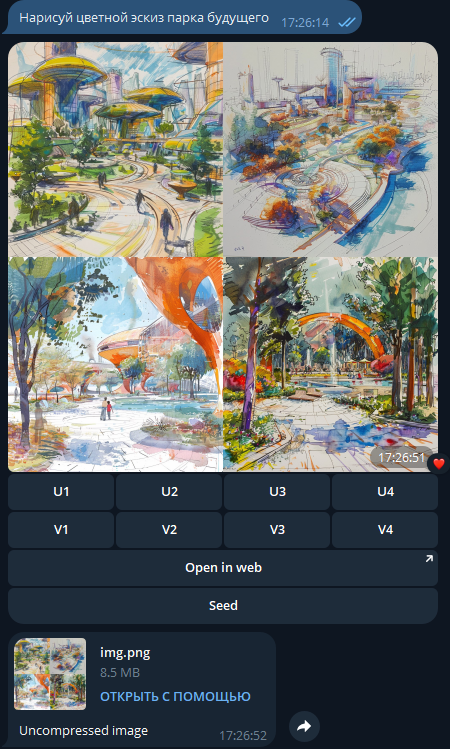 Нарисуй цветной эскиз парка будущего 17:26:14
17:26:51
U1 U2 U3 U4
V1 V2 V3 V4
Open in web
Seed
img.png
8.5 MB
ОТКРЫТЬ С ПОМОЩЬЮ
Uncompressed image 17:26:52